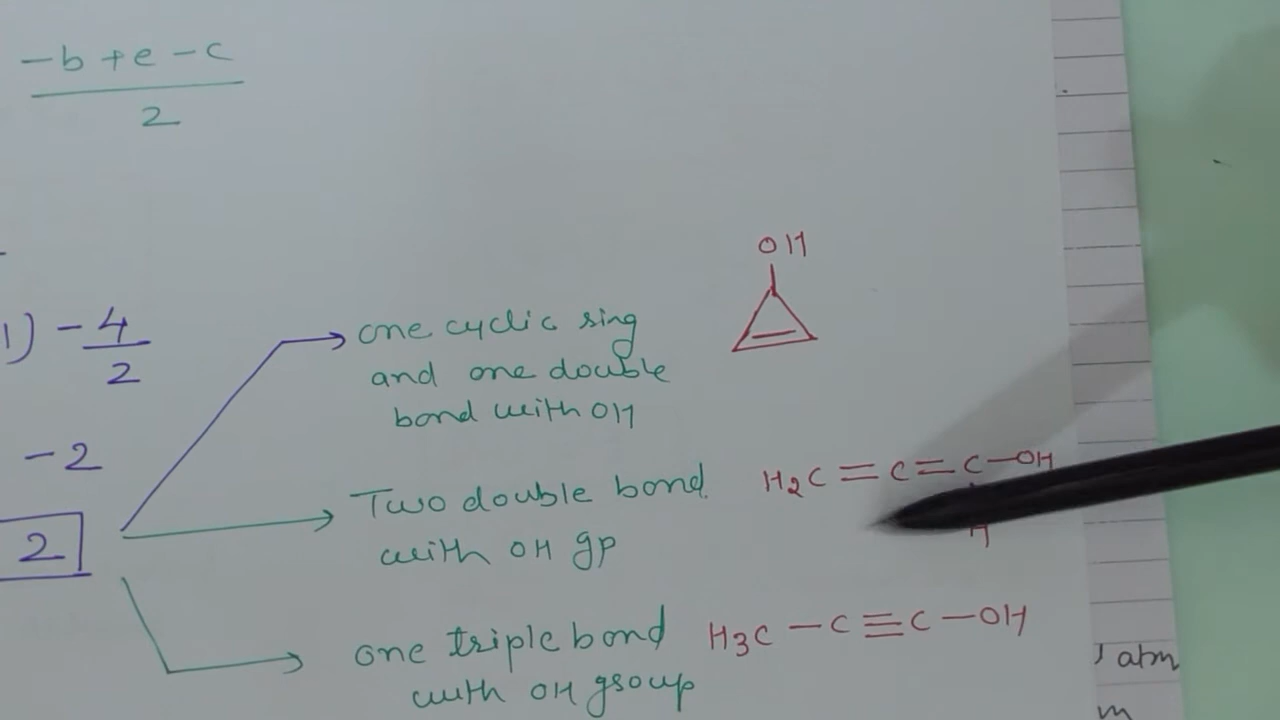 -b+e-c
2
OH
1) -4
2
one cyclic ring
and one double
bond with OH
-2
2
Two double bond
with OH gp
H₂C=C=C-OH
H
one triple bond
with OH group
H₃C-C≡C-OH
atm
m